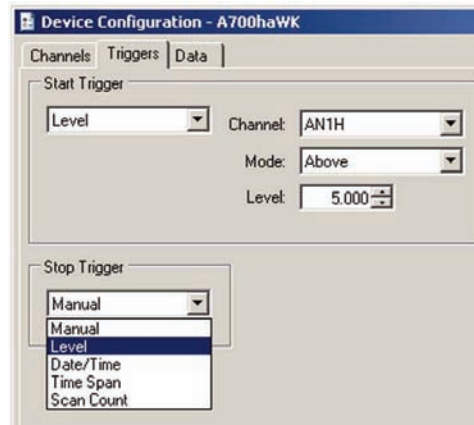 Device Configuration - A700haWK
Channels Triggers Data
Start Trigger
Level Channel: AN1H
Mode: Above
Level: 5.000
Stop Trigger
Manual
Manual
Level
Date/Time
Time Span
Scan Count